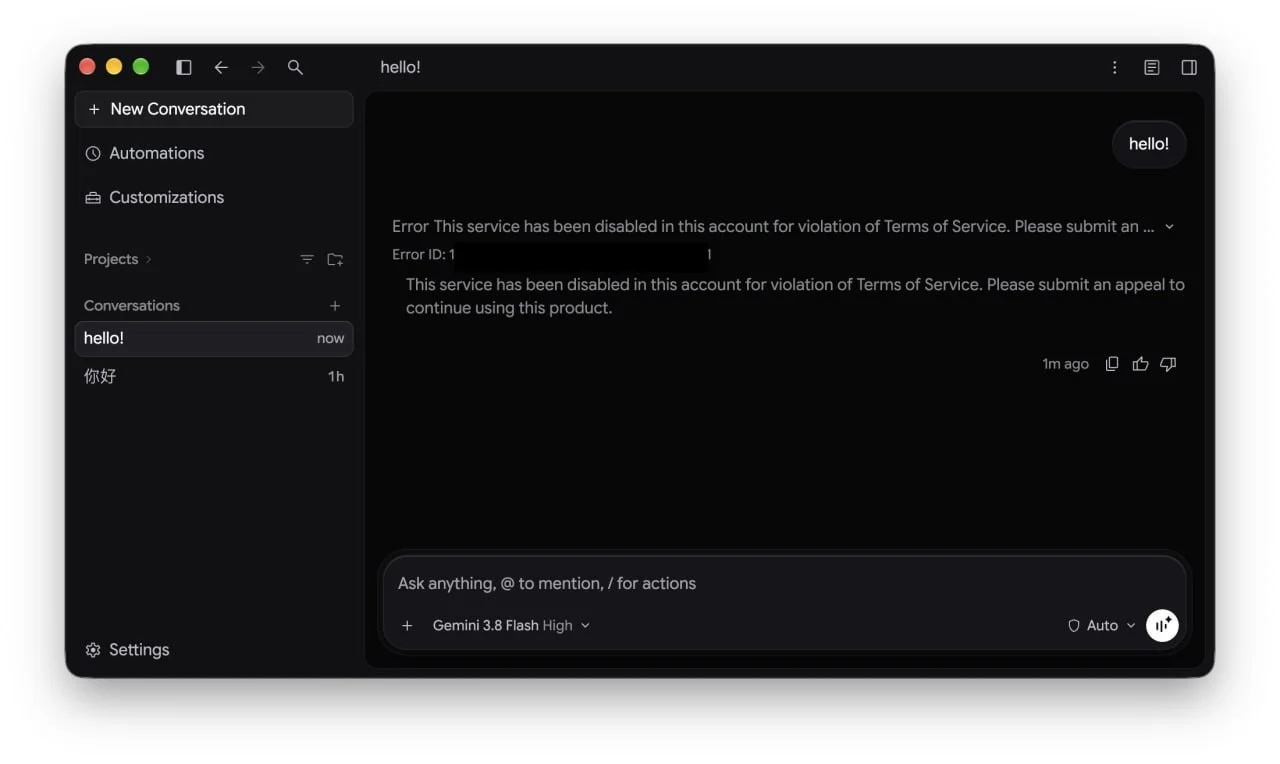 hello!
New Conversation
Automations
Customizations
Projects
Conversations
hello! now
你好 1h
Settings
hello!
Error This service has been disabled in this account for violation of Terms of Service. Please submit an ...
Error ID: 1 1
This service has been disabled in this account for violation of Terms of Service. Please submit an appeal to
continue using this product.
1m ago
Ask anything, @ to mention, / for actions
Gemini 3.8 Flash High
Auto